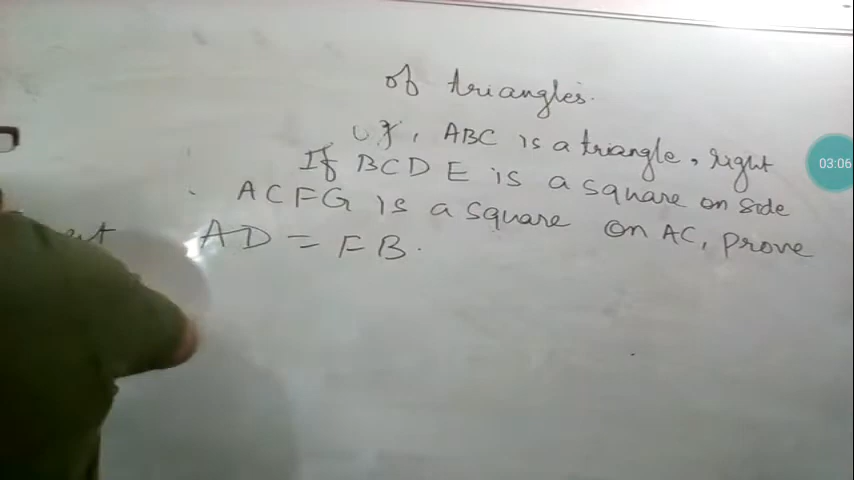 of triangles.
ABC is a triangle, right
If BCDE is a square on side
ACFG is a square on AC, prove
AD = FB.
03:06